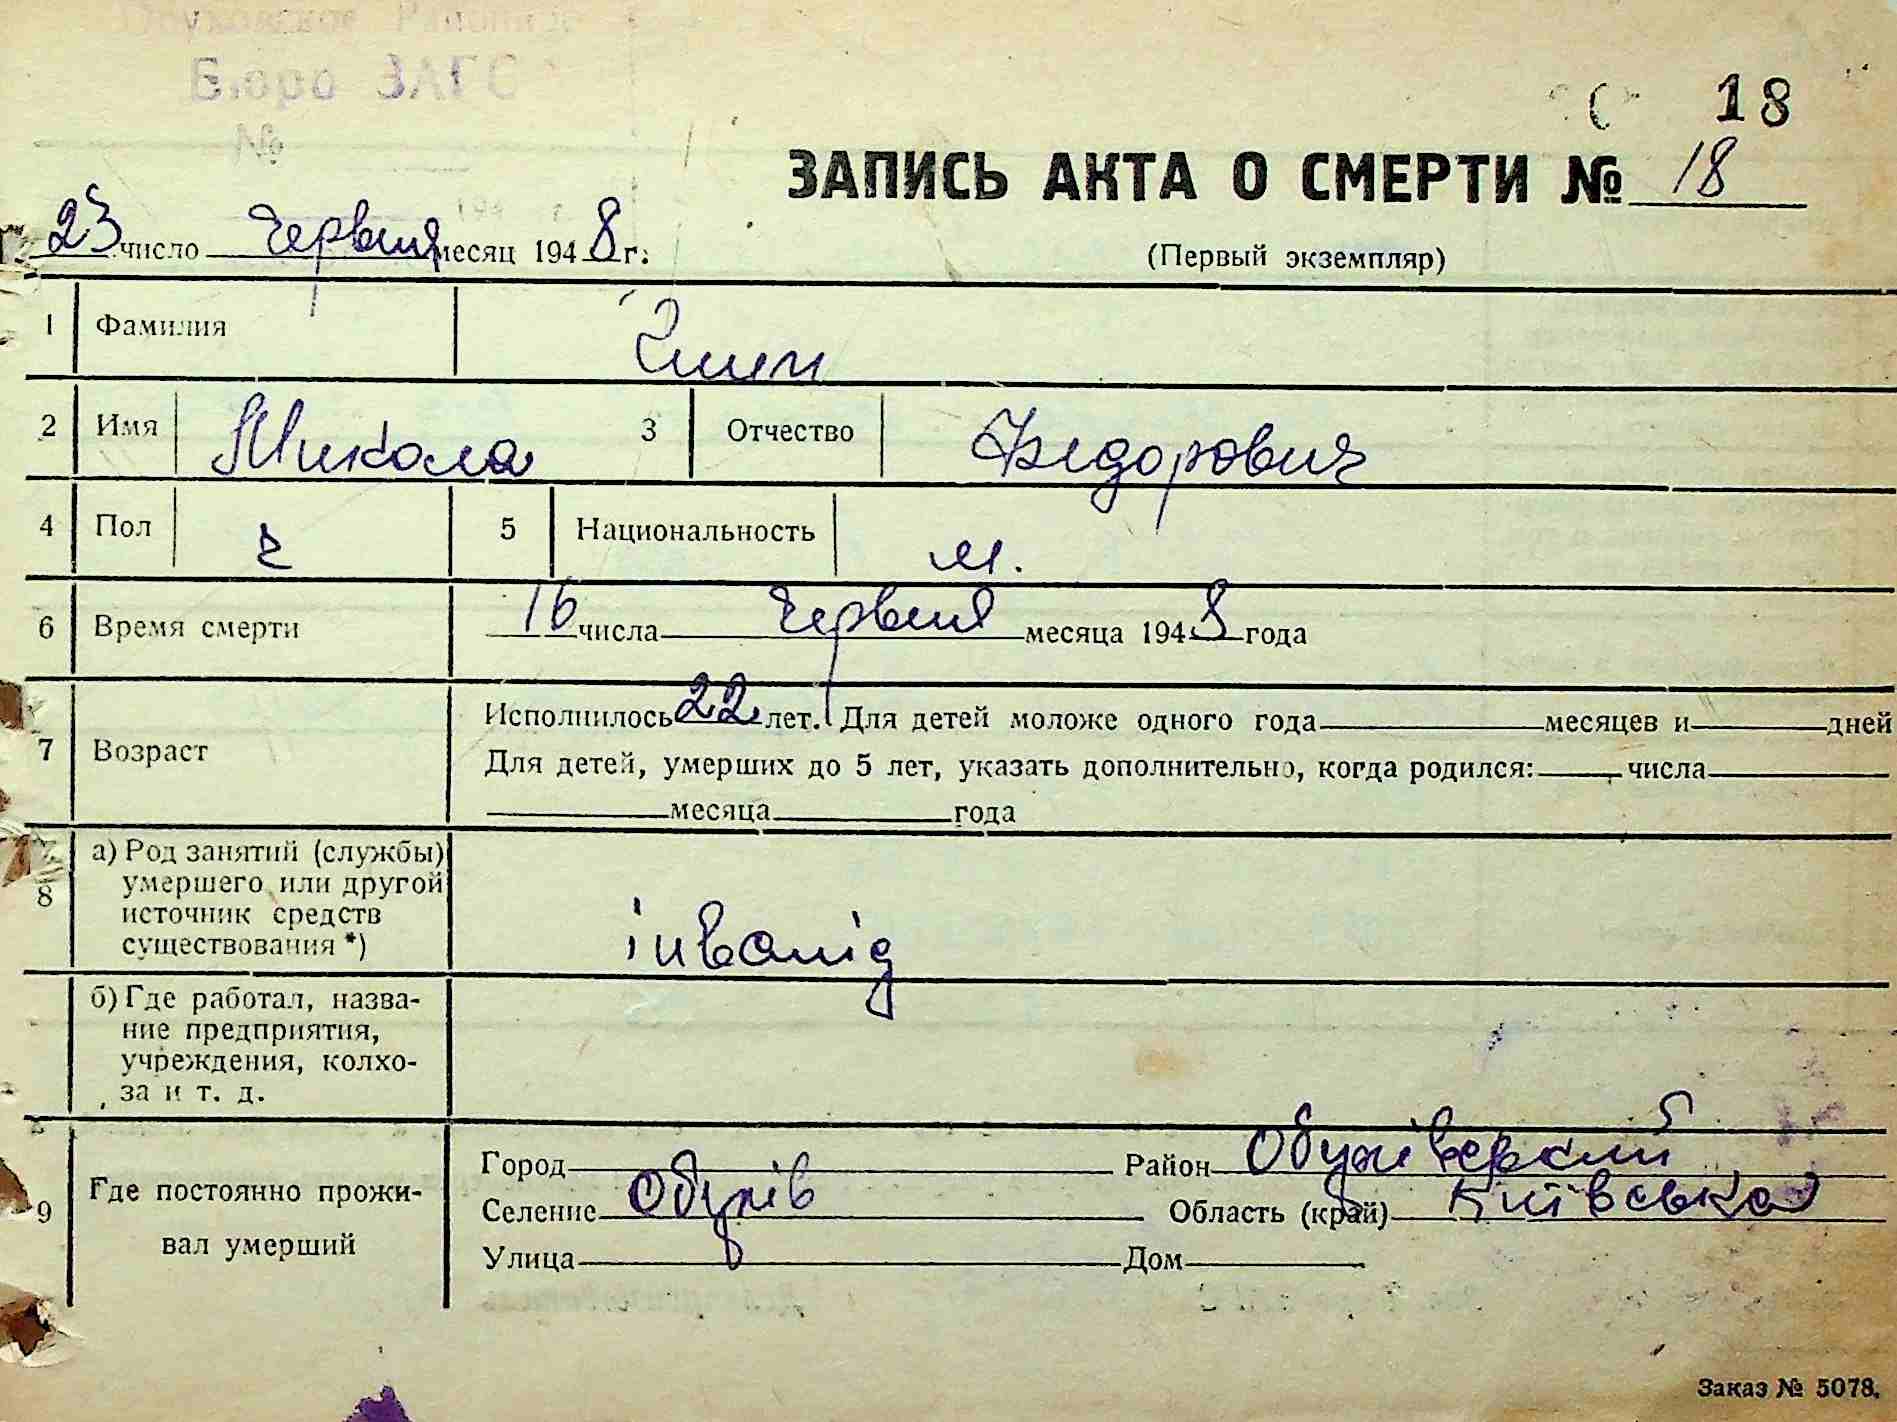 Бюро ЗАГС
№
18
ЗАПИСЬ АКТА О СМЕРТИ № 18
23 число Червня месяц 1948 г.
(Первый экземпляр)
1 Фамилия
2 Имя Микола 3 Отчество Федорович
4 Пол ч 5 Национальность
6 Время смерти 16 числа Червня месяца 1948 года
7 Возраст
Исполнилось 22 лет. Для детей моложе одного года месяцев и дней
Для детей, умерших до 5 лет, указать дополнительно, когда родился: числа
месяца года
8 а) Род занятий (службы)
умершего или другой
источник средств
существования *)
інвалід
б) Где работал, назва-
ние предприятия,
учреждения, колхо-
за и т. д.
9 Где постоянно прожи-
вал умерший
Город Район Обухівский
Селение Обухів Область (край) Київська
Улица Дом
Заказ № 5078.